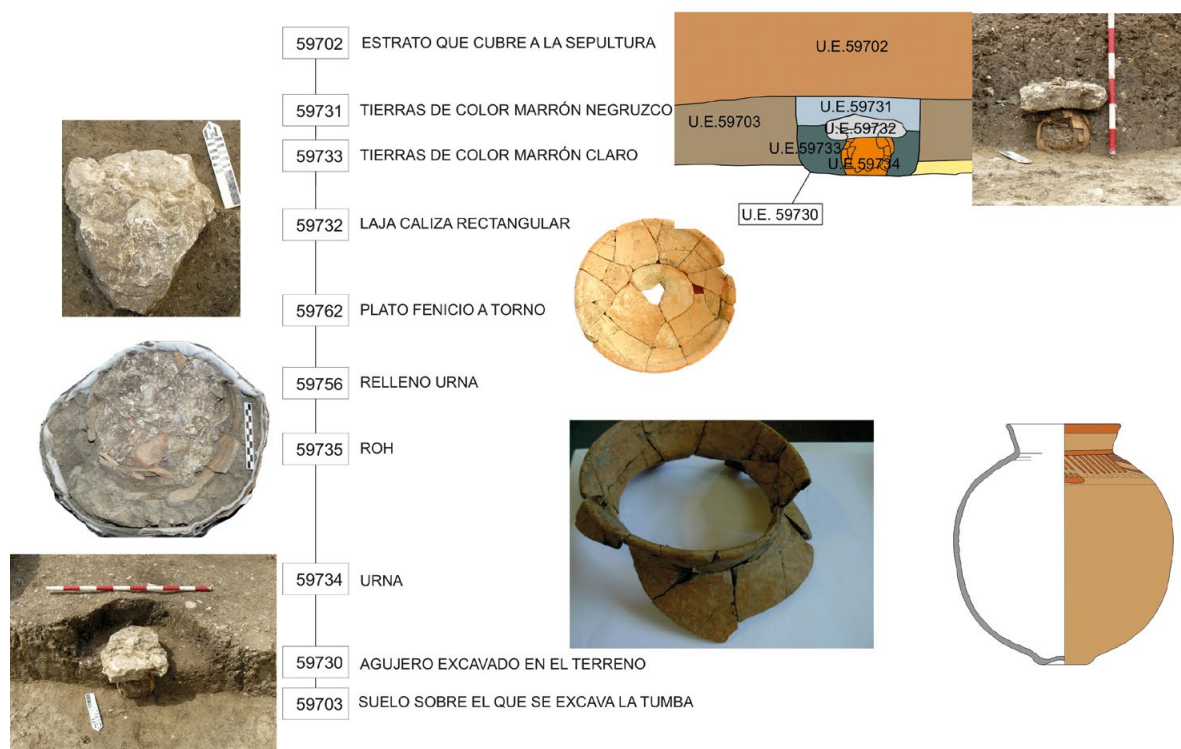 59702 ESTRATO QUE CUBRE A LA SEPULTURA
59731 TIERRAS DE COLOR MARRÓN NEGRUZCO
59733 TIERRAS DE COLOR MARRÓN CLARO
59732 LAJA CALIZA RECTANGULAR
59762 PLATO FENICIO A TORNO
59756 RELLENO URNA
59735 ROH
59734 URNA
59730 AGUJERO EXCAVADO EN EL TERRENO
59703 SUELO SOBRE EL QUE SE EXCAVA LA TUMBA
U.E.59702
U.E.59731
U.E.59703
U.E.59732
U.E.59733
U.E.59734
U.E. 59730